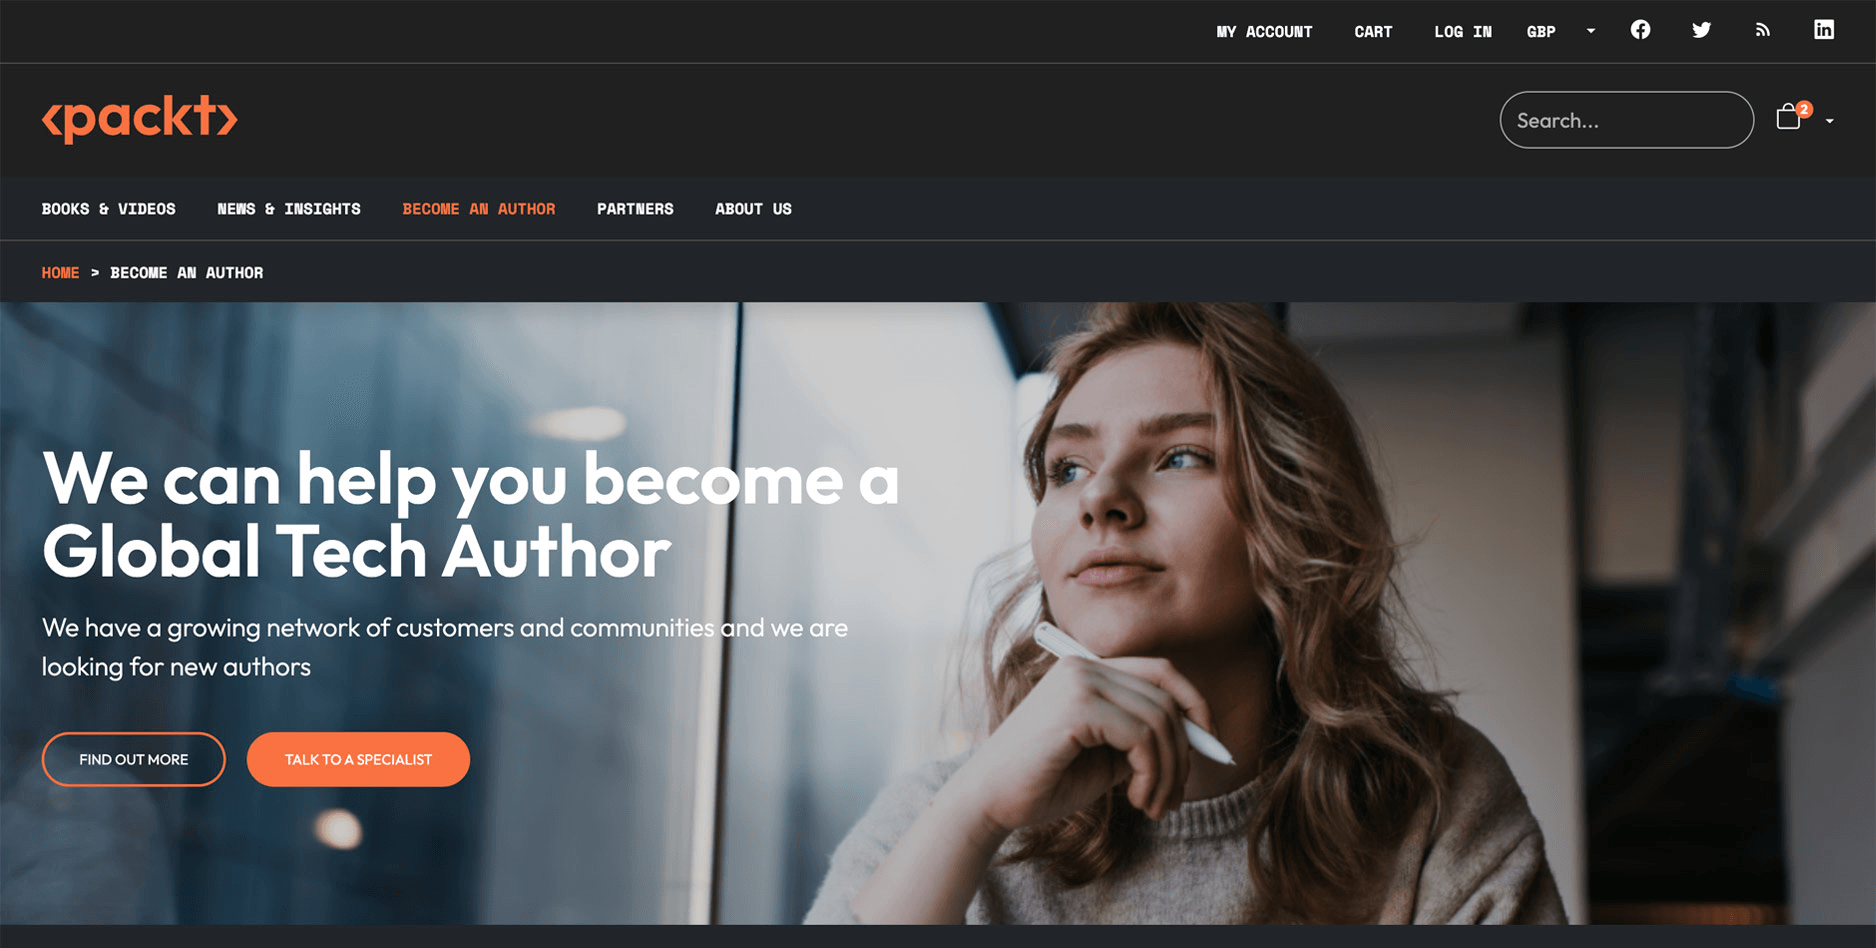 MY ACCOUNT CART LOG IN GBP
<packt>
Search...
2
BOOKS & VIDEOS NEWS & INSIGHTS BECOME AN AUTHOR PARTNERS ABOUT US
HOME > BECOME AN AUTHOR
We can help you become a
Global Tech Author
We have a growing network of customers and communities and we are
looking for new authors
FIND OUT MORE TALK TO A SPECIALIST